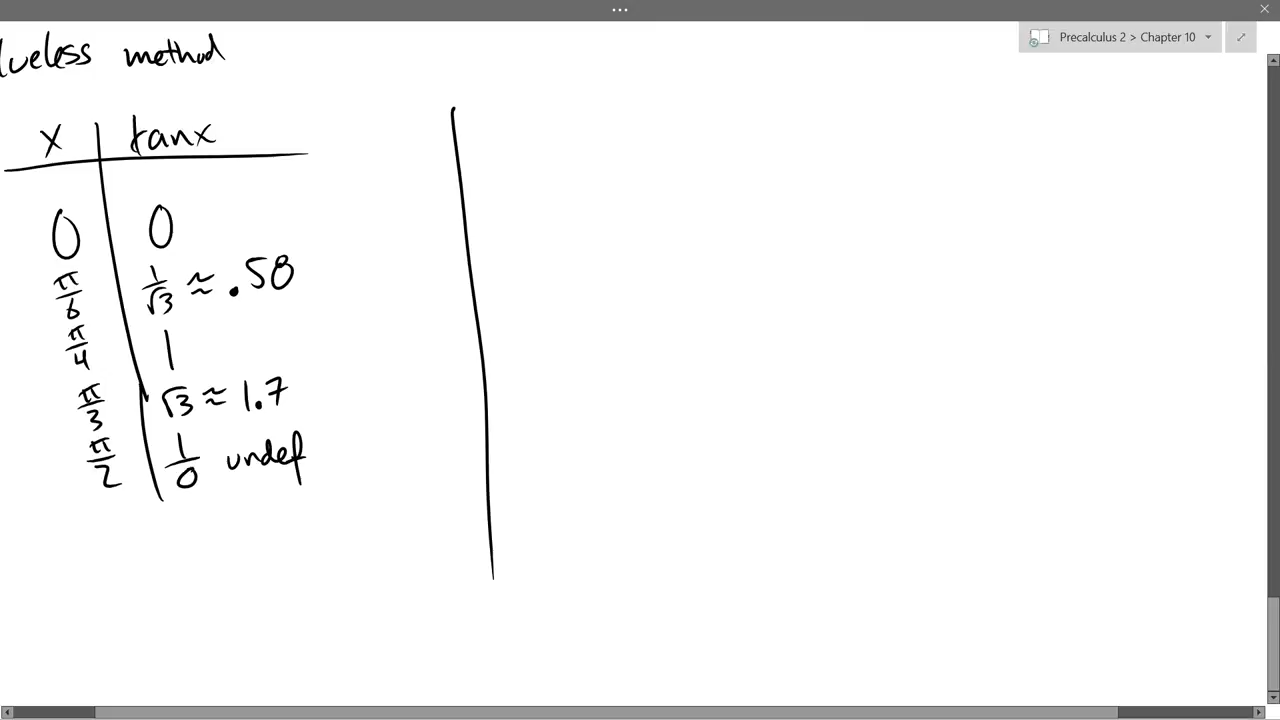 Precalculus 2 > Chapter 10
lueless method
x tanx
0 0
π/6 1/√3 ≈ .58
π/4 1
π/3 √3 ≈ 1.7
π/2 1/0 undef